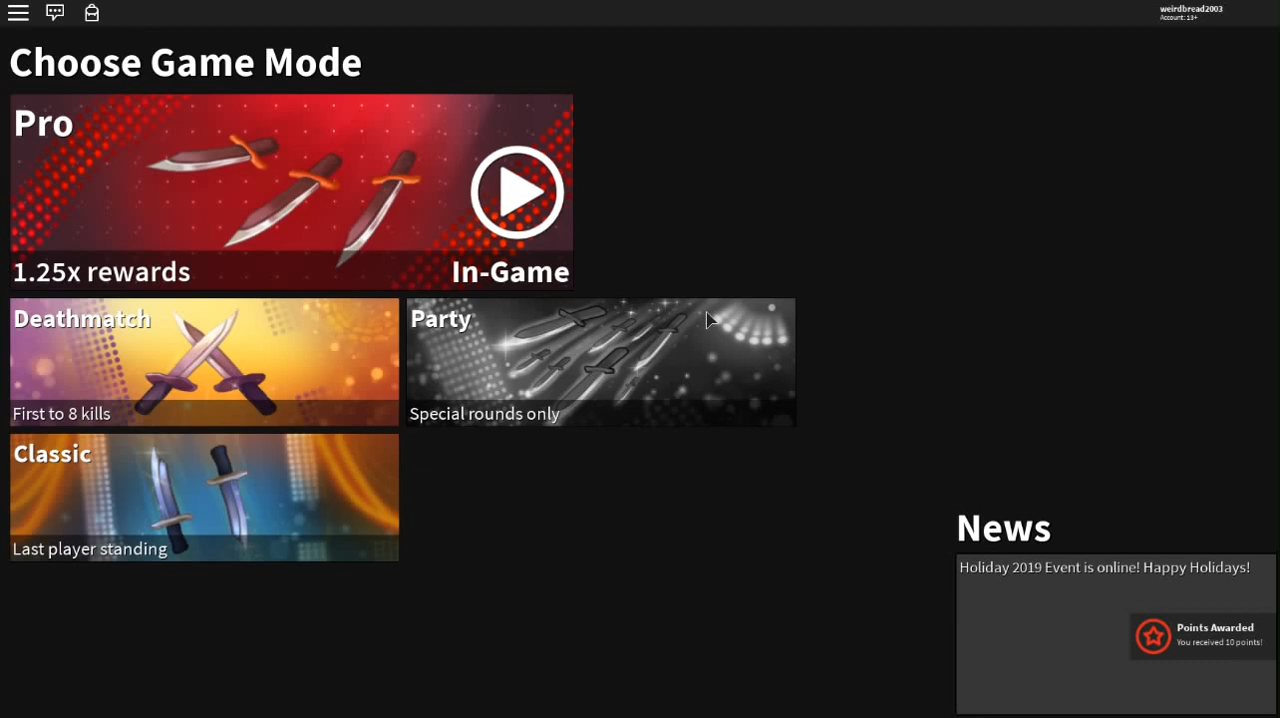 weirdbread2003
Account: 13+
Choose Game Mode
Pro
1.25x rewards
In-Game
Deathmatch
First to 8 kills
Party
Special rounds only
Classic
Last player standing
News
Holiday 2019 Event is online! Happy Holidays!
Points Awarded
You received 10 points!